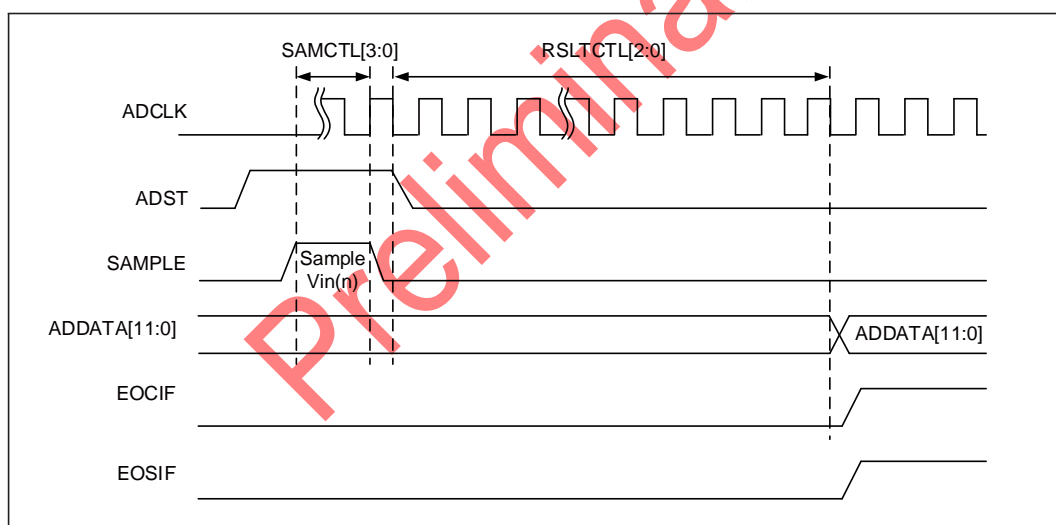 SAMCTL[3:0]
RSLTCTL[2:0]
ADCLK
ADST
SAMPLE
Sample
Vin(n)
ADDATA[11:0]
ADDATA[11:0]
EOCIF
EOSIF
Prelimina